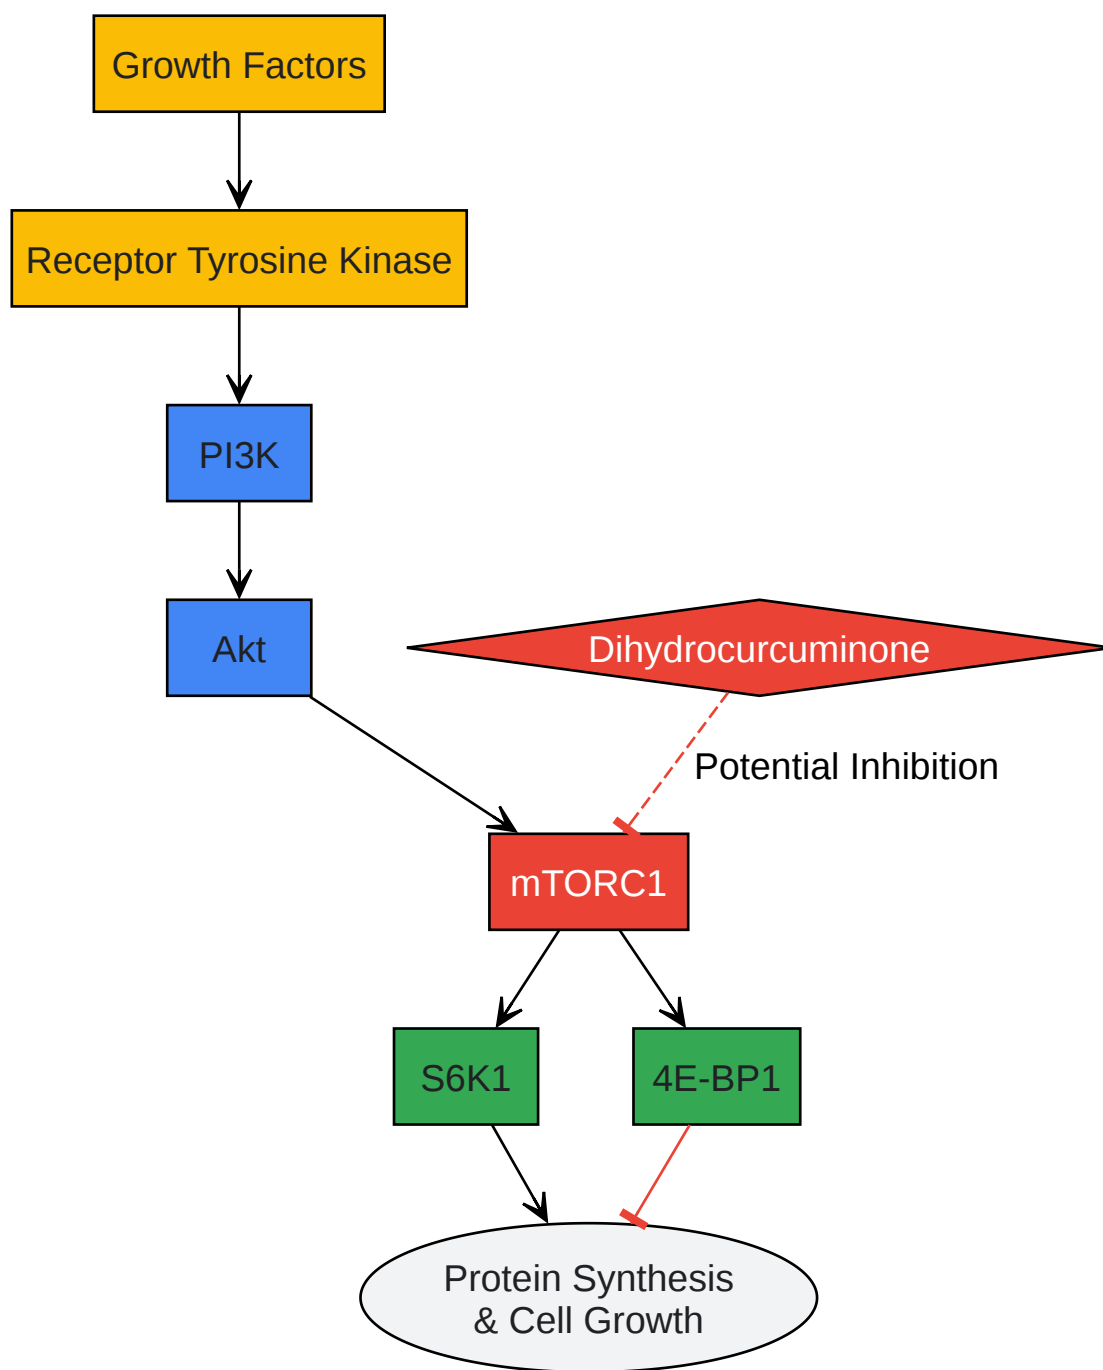 Growth Factors
Receptor Tyrosine Kinase
PI3K
Akt
Dihydrocurcuminone
Potential Inhibition
mTORC1
S6K1
4E-BP1
Protein Synthesis
& Cell Growth